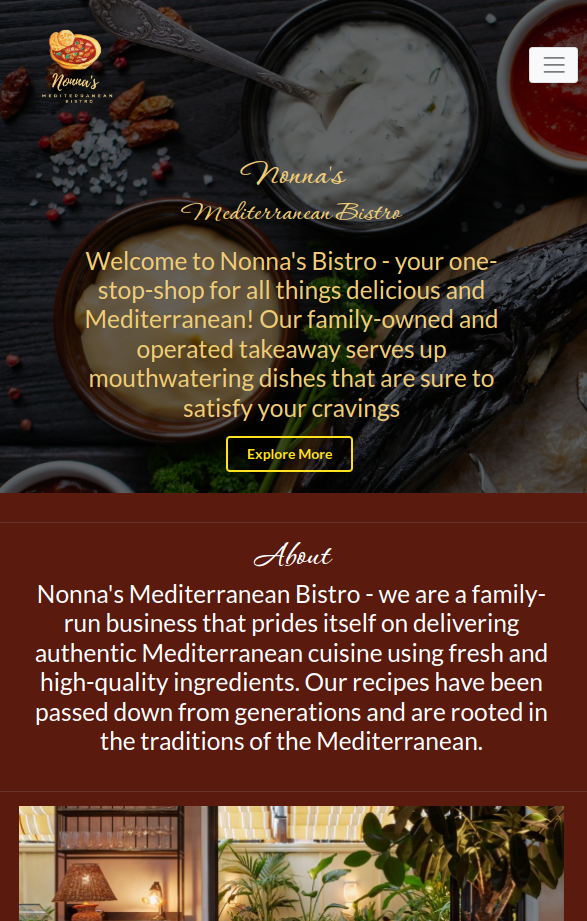 Nonna's
MEDITERRANEAN
BISTRO
Nonna's
Mediterranean Bistro
Welcome to Nonna's Bistro - your one-
stop-shop for all things delicious and
Mediterranean! Our family-owned and
operated takeaway serves up
mouthwatering dishes that are sure to
satisfy your cravings
Explore More
About
Nonna's Mediterranean Bistro - we are a family-
run business that prides itself on delivering
authentic Mediterranean cuisine using fresh and
high-quality ingredients. Our recipes have been
passed down from generations and are rooted in
the traditions of the Mediterranean.